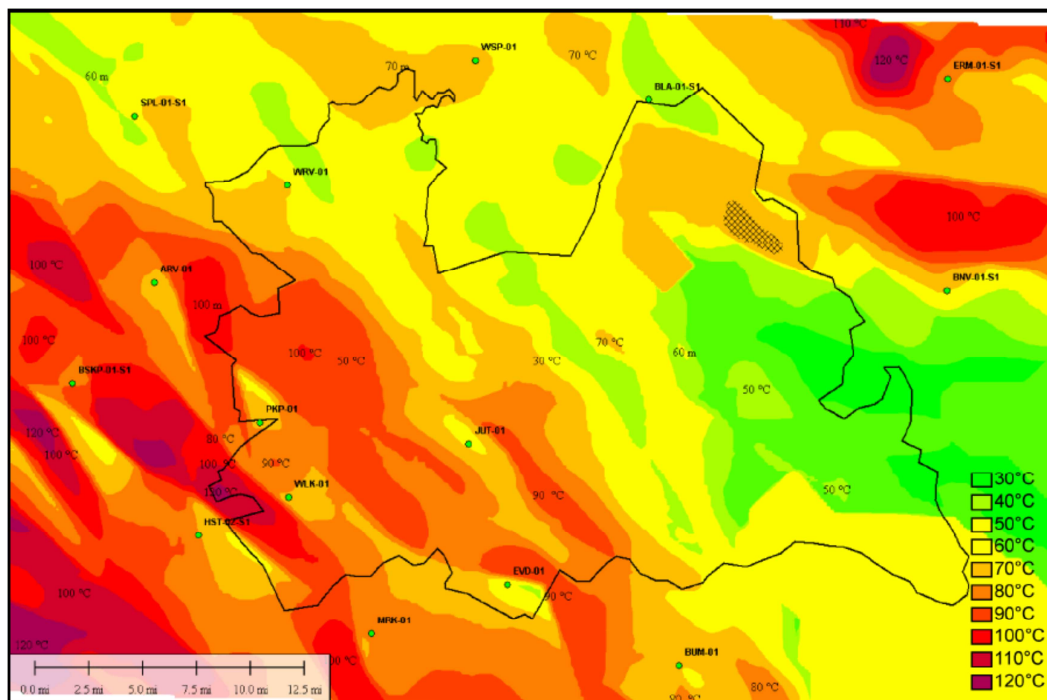 110 °C
WSP-01
70 m
70 °C
60 m
120 °C
ERM-01-S1
BLA-01-S1
SPL-01-S1
WRV-01
100 °C
100 °C
ARV-01
BNV-01-S1
100 m
100 °C
100 °C
50 °C
30 °C
70 °C
60 m
BSKP-01-S1
50 °C
PKP-01
120 °C
80 °C
JUT-01
100 °C
100 °C
90 °C
WLK-01
90 °C
50 °C
30°C
40°C
50°C
60°C
70°C
80°C
90°C
100°C
110°C
120°C
HST-02-S1
EVD-01
90 °C
100 °C
MRK-01
120 °C
BUM-01
80 °C
0.0 mi
2.5 mi
5.0 mi
7.5 mi
10.0 mi
12.5 mi